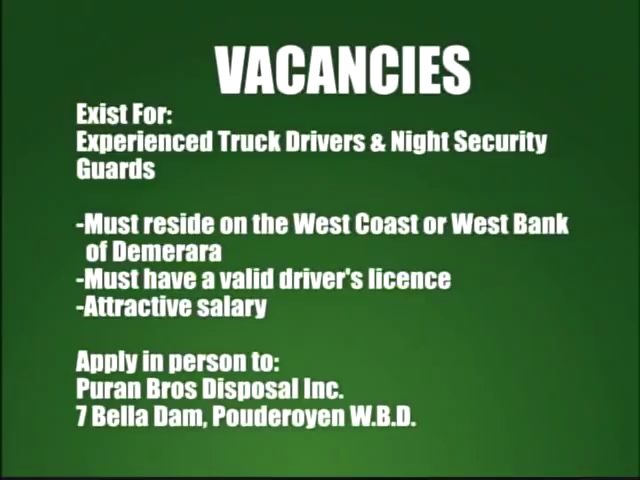 VACANCIES
Exist For:
Experienced Truck Drivers & Night Security
Guards
-Must reside on the West Coast or West Bank
of Demerara
-Must have a valid driver's licence
-Attractive salary
Apply in person to:
Puran Bros Disposal Inc.
7 Bella Dam, Pouderoyen W.B.D.